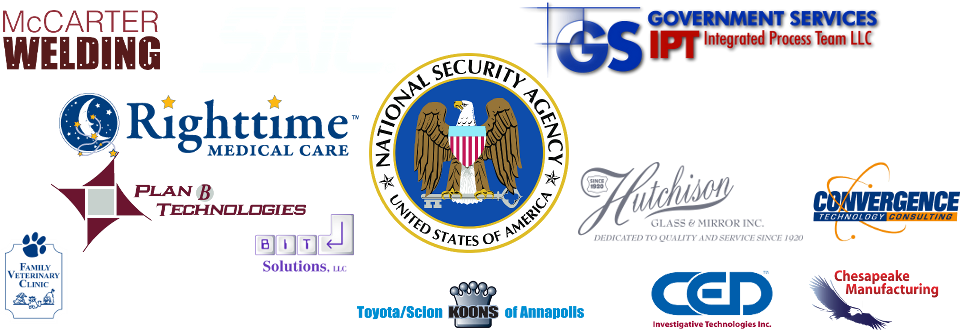 McCARTER
WELDING
GS
GOVERNMENT SERVICES
IPT Integrated Process Team LLC
Righttime™
MEDICAL CARE
NATIONAL SECURITY AGENCY
UNITED STATES OF AMERICA
PLAN B
TECHNOLOGIES
SINCE
1920
Hutchison
GLASS & MIRROR INC.
DEDICATED TO QUALITY AND SERVICE SINCE 1920
CONVERGENCE
TECHNOLOGY CONSULTING
BIT
Solutions, LLC
FAMILY
VETERINARY
CLINIC
Toyota/Scion KOONS of Annapolis
CED™
Investigative Technologies Inc.
Chesapeake
Manufacturing